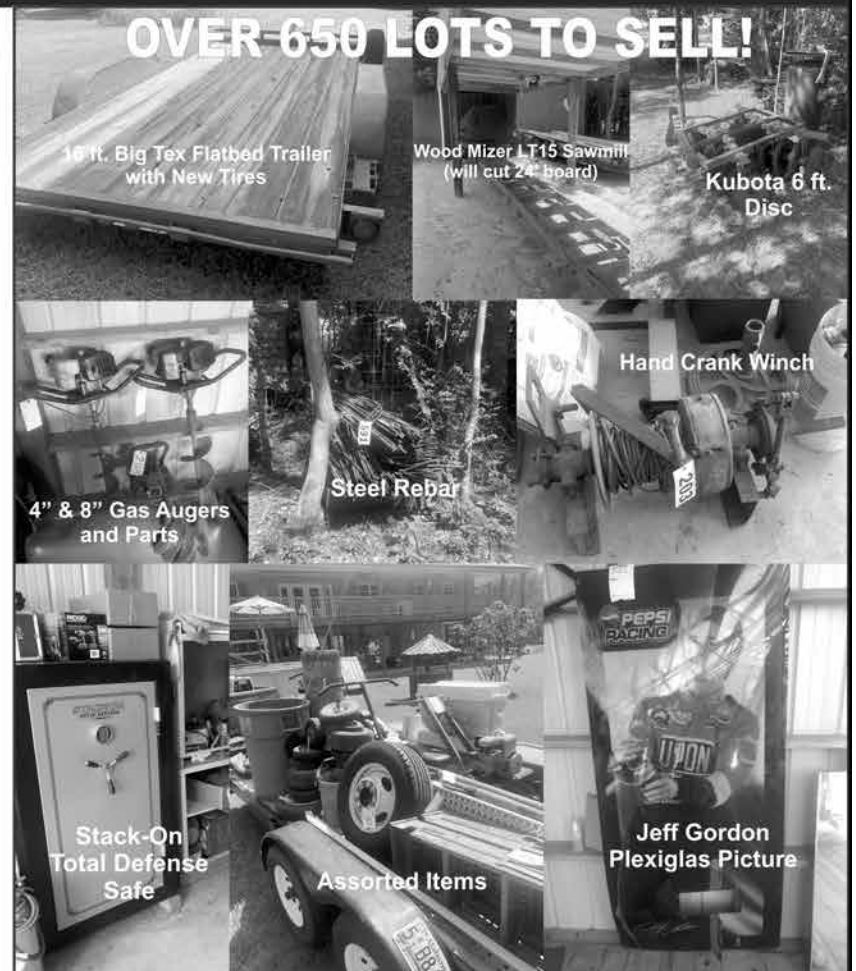 OVER 650 LOTS TO SELL!
16 ft. Big Tex Flatbed Trailer
with New Tires
Wood Mizer LT15 Sawmill
(will cut 24' board)
Kubota 6 ft.
Disc
4” & 8” Gas Augers
and Parts
591
Steel Rebar
Hand Crank Winch
203
RIDGID
Stack-On
Total Defense
Safe
Assorted Items
PEPSI
RACING
Jeff Gordon
Plexiglas Picture